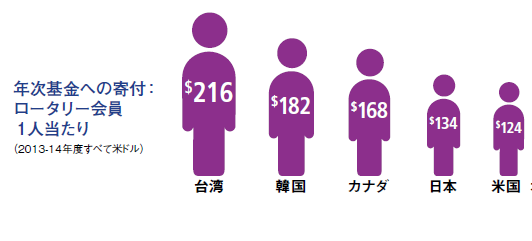 年次基金への寄付：
ロータリー会員
1人当たり
（2013-14年度すべて米ドル）
$216
$182
$168
$134
$124
台湾
韓国
カナダ
日本
米国